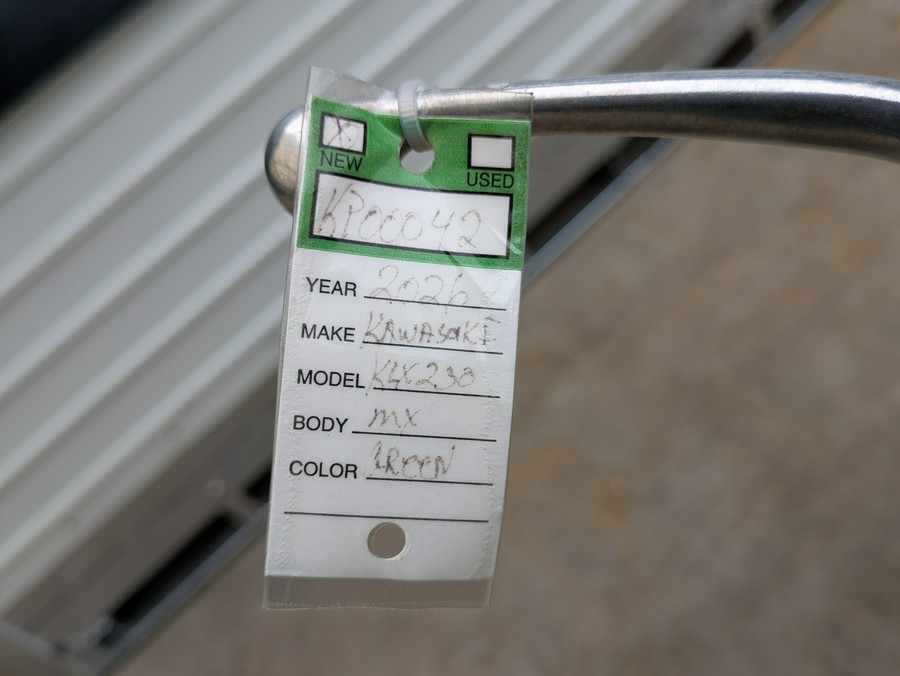 X
NEW USED
KP00042
YEAR 2026
MAKE KAWASAKI
MODEL KLX230
BODY MX
COLOR GREEN